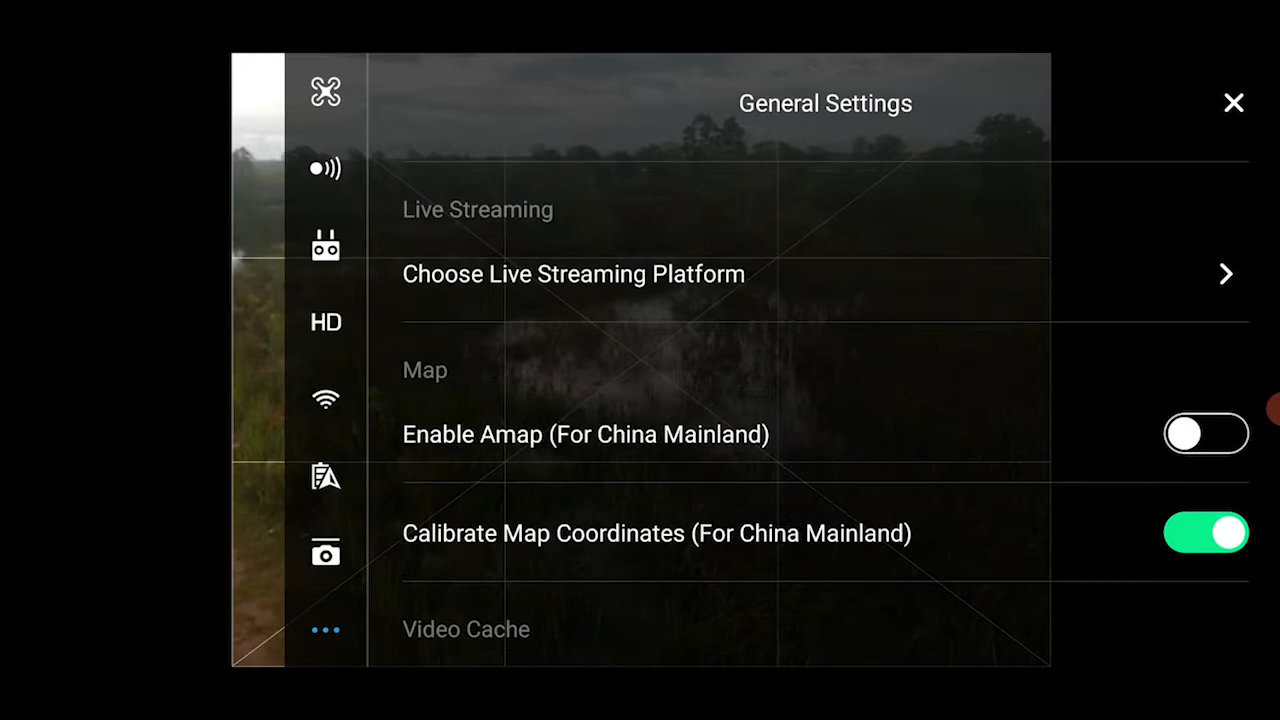 General Settings
Live Streaming
Choose Live Streaming Platform
HD
Map
Enable Amap (For China Mainland)
Calibrate Map Coordinates (For China Mainland)
Video Cache